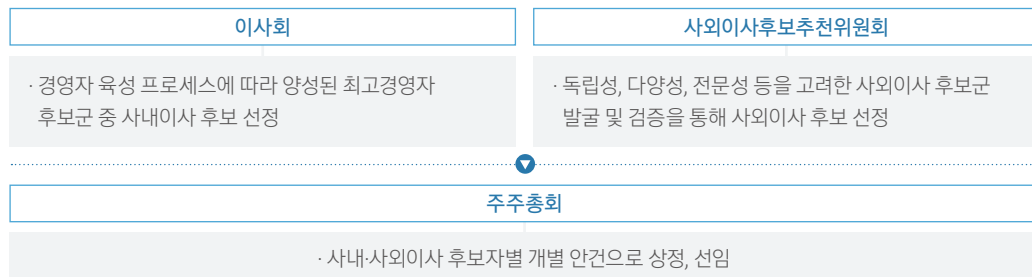 이사회
· 경영자 육성 프로세스에 따라 양성된 최고경영자
후보군 중 사내이사 후보 선정
사외이사후보추천위원회
· 독립성, 다양성, 전문성 등을 고려한 사외이사 후보군
발굴 및 검증을 통해 사외이사 후보 선정
주주총회
· 사내·사외이사 후보자별 개별 안건으로 상정, 선임